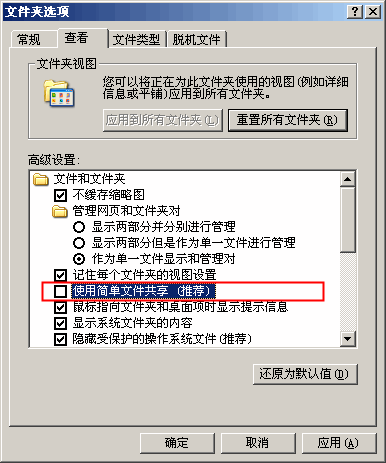 文件夹选项
常规
查看
文件类型
脱机文件
文件夹视图
您可以将正在为此文件夹使用的视图(例如详细
信息或平铺)应用到所有文件夹。
应用到所有文件夹(L)
重置所有文件夹(R)
高级设置:
文件和文件夹
不缓存缩略图
管理网页和文件夹对
显示两部分并分别进行管理
显示两部分但是作为单一文件进行管理
作为单一文件显示和管理对
记住每个文件夹的视图设置
使用简单文件共享 (推荐)
鼠标指向文件夹和桌面项时显示提示信息
显示系统文件夹的内容
隐藏受保护的操作系统文件(推荐)
还原为默认值(D)
确定
取消
应用(A)